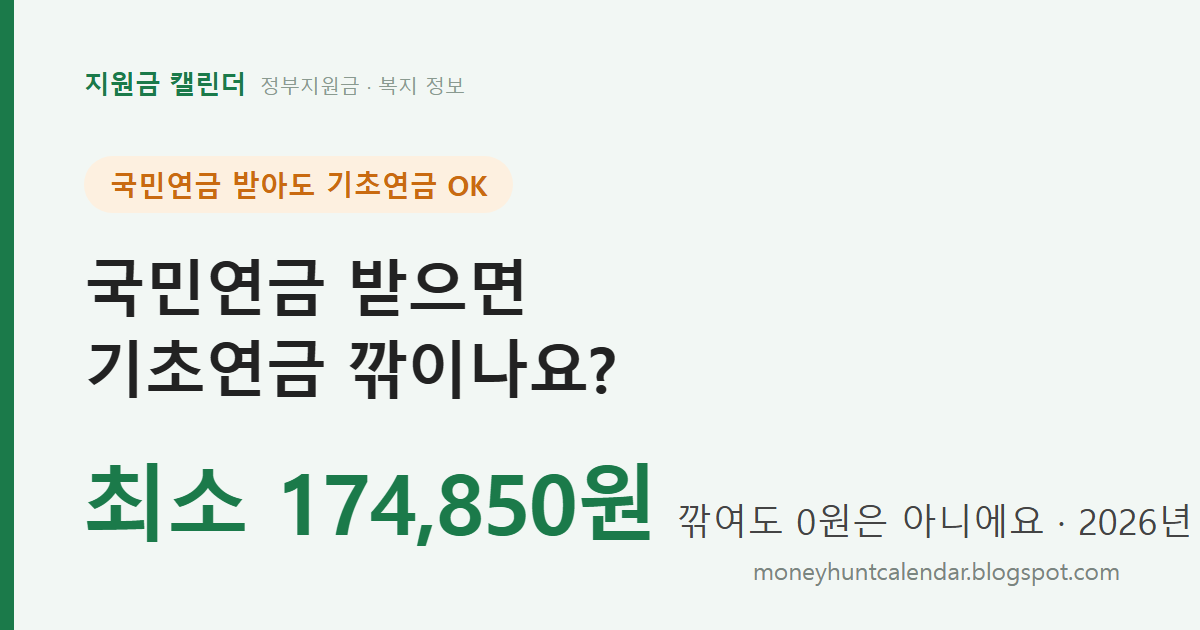 지원금 캘린더 정부지원금 · 복지 정보
국민연금 받아도 기초연금 OK
국민연금 받으면
기초연금 깎이나요?
최소 174,850원 깎여도 0원은 아니에요 · 2026년
moneyhuntcalendar.blogspot.com